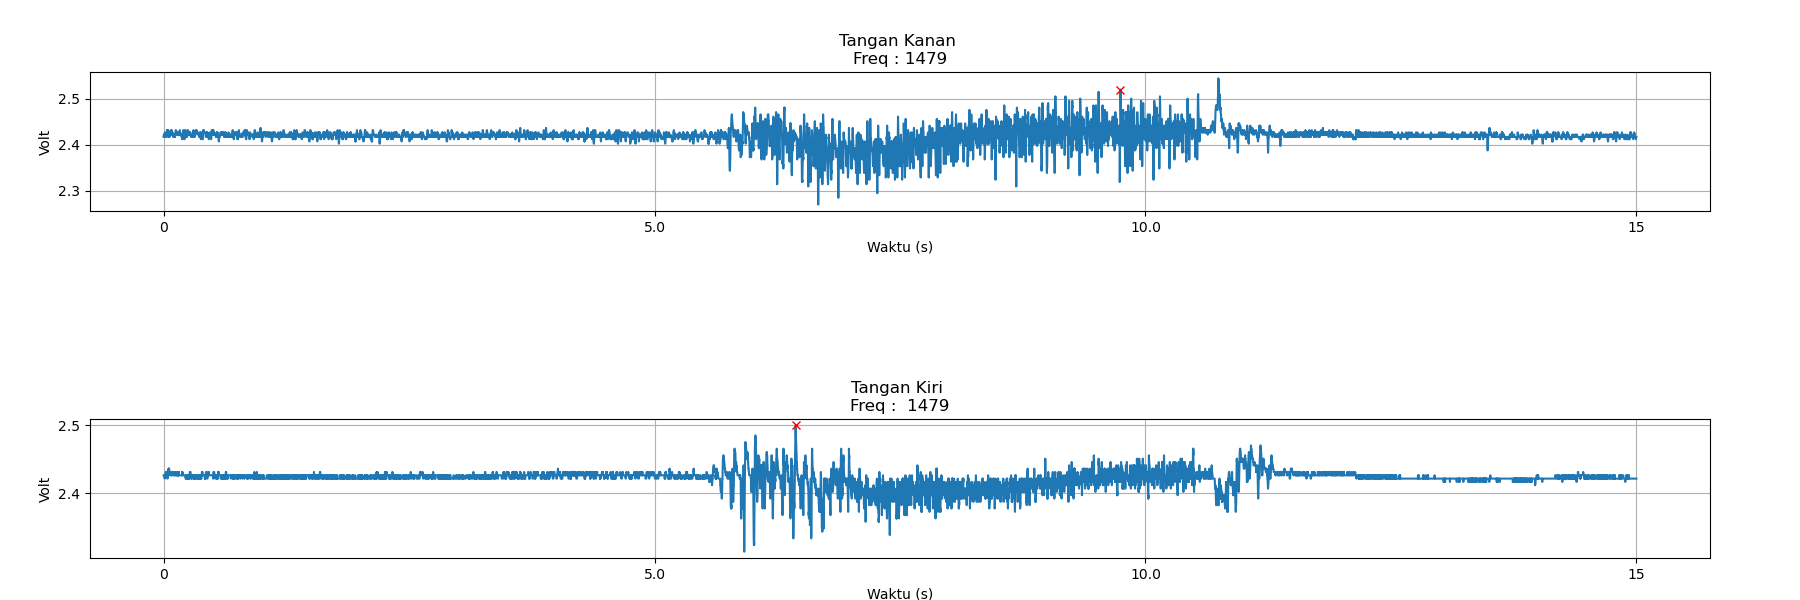 Tangan Kanan
Freq : 1479
Volt
2.5
2.4
2.3
0 5.0 10.0 15
Waktu (s)
Tangan Kiri
Freq :  1479
Volt
2.5
2.4
0 5.0 10.0 15
Waktu (s)